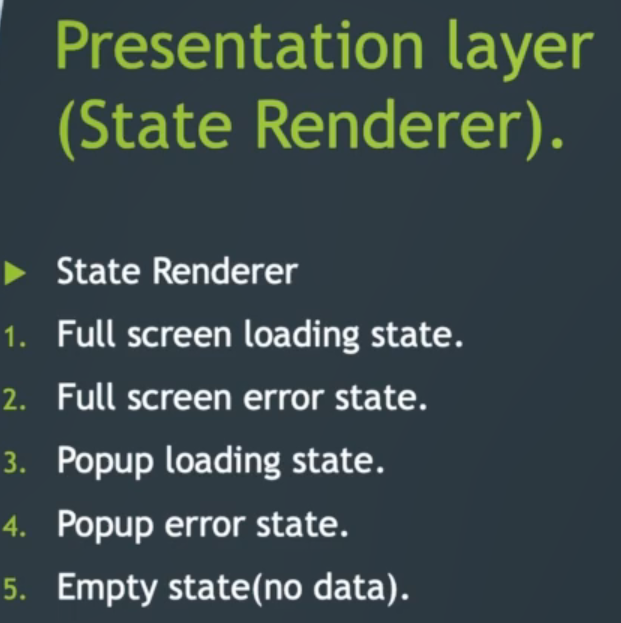 Presentation layer
(State Renderer).
▶ State Renderer
1. Full screen loading state.
2. Full screen error state.
3. Popup loading state.
4. Popup error state.
5. Empty state(no data).